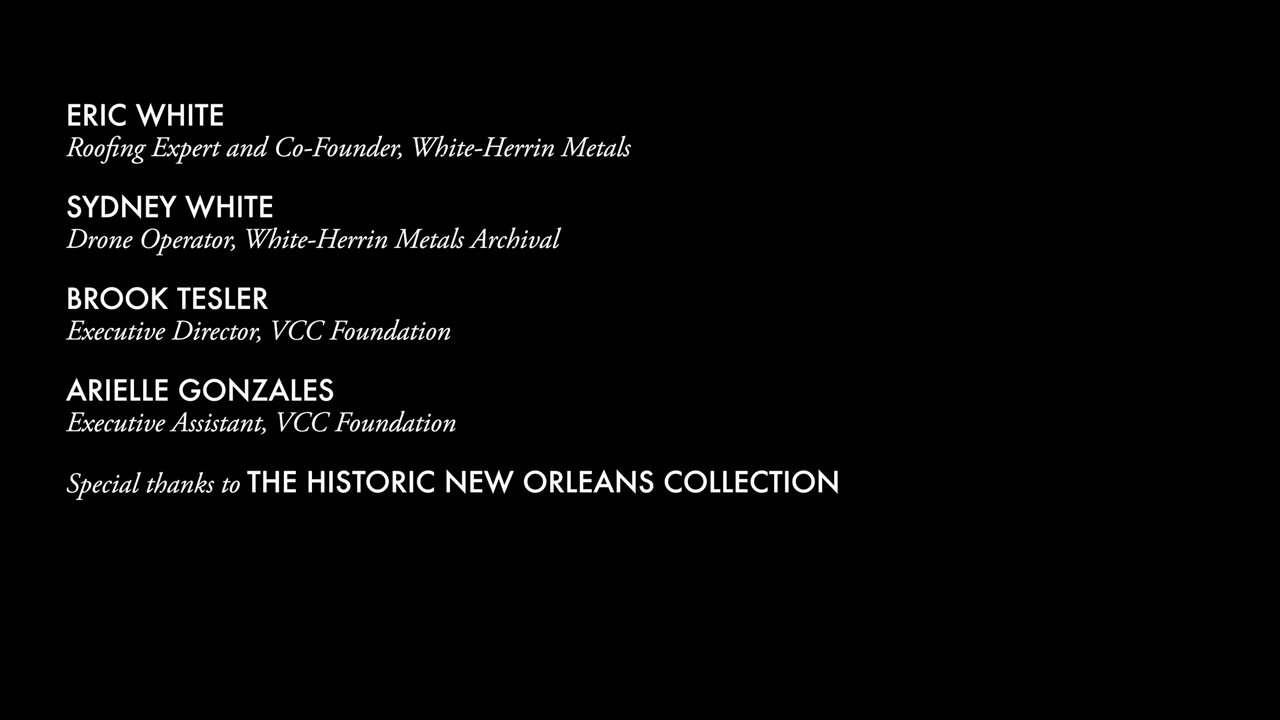 ERIC WHITE
Roofing Expert and Co-Founder, White-Herrin Metals
SYDNEY WHITE
Drone Operator, White-Herrin Metals Archival
BROOK TESLER
Executive Director, VCC Foundation
ARIELLE GONZALES
Executive Assistant, VCC Foundation
Special thanks to THE HISTORIC NEW ORLEANS COLLECTION